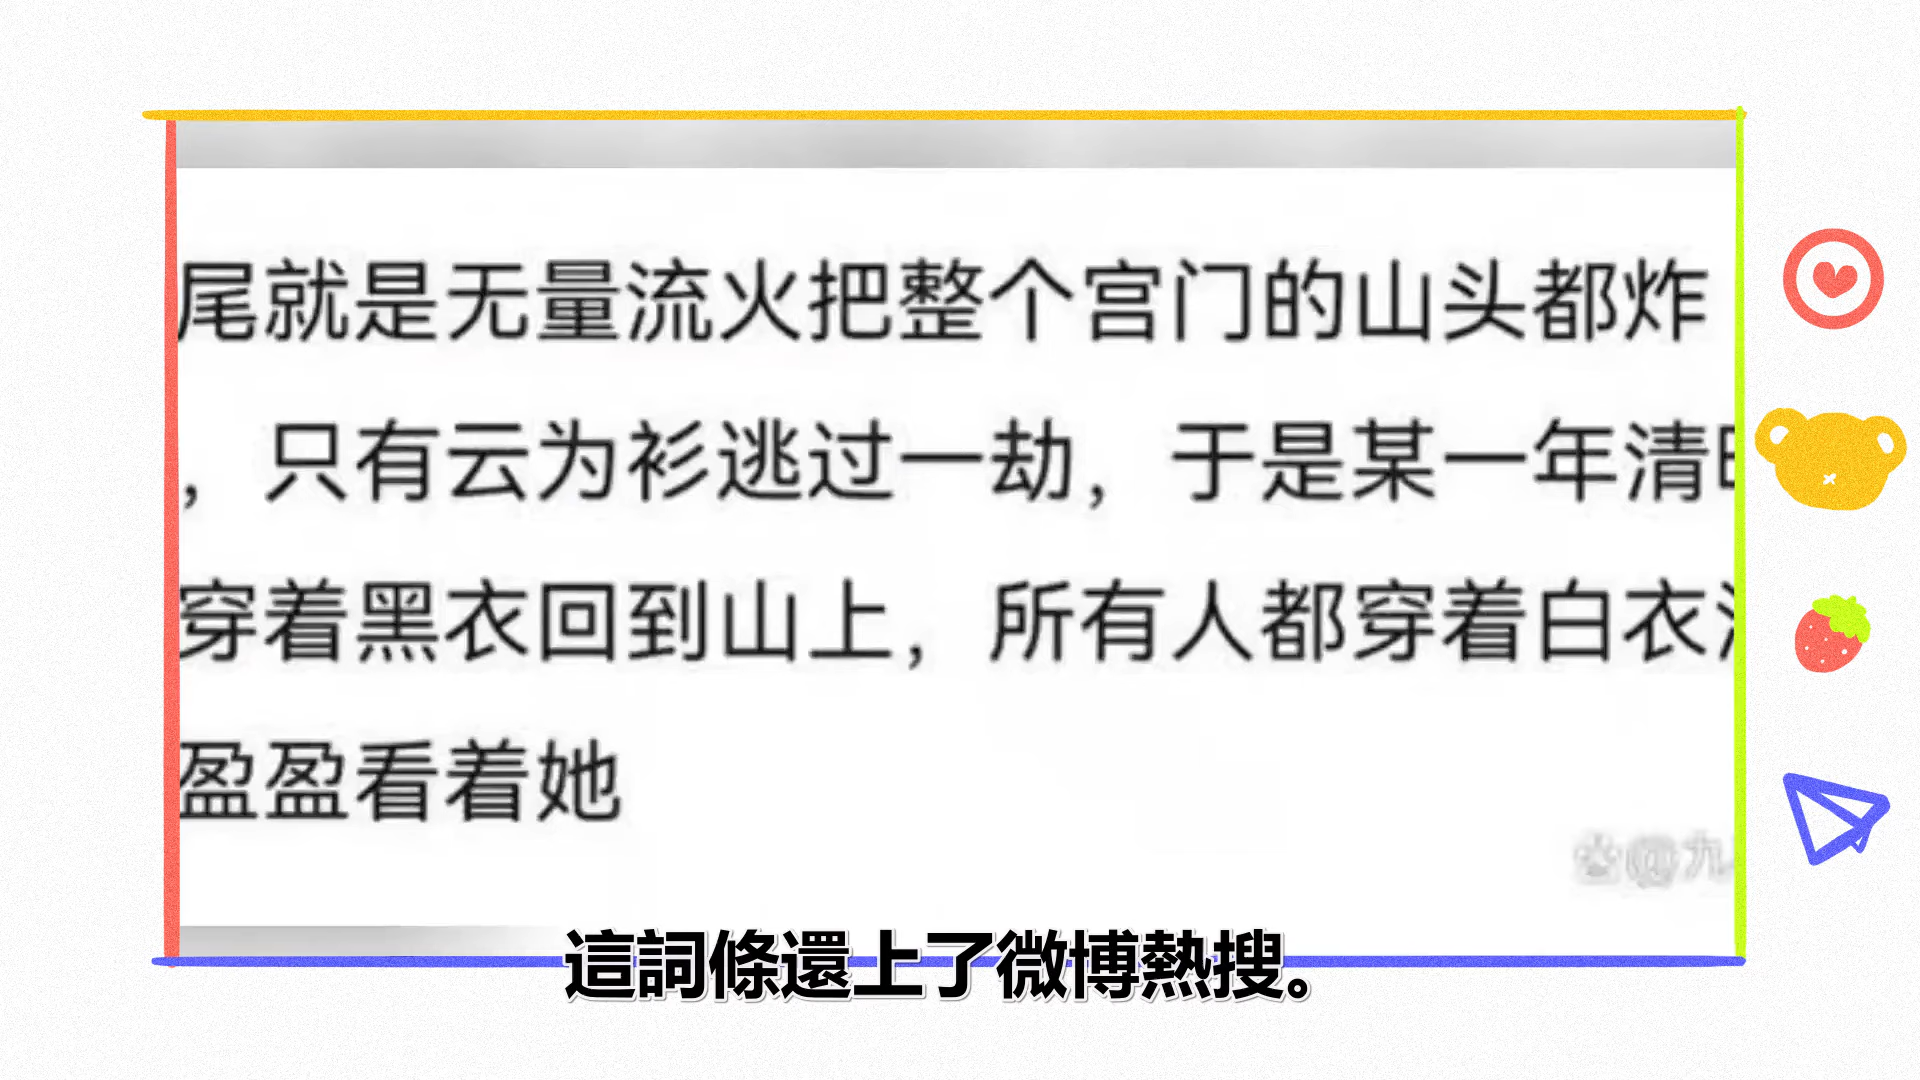 尾就是无量流火把整个宫门的山头都炸
，只有云为衫逃过一劫，于是某一年清
穿着黑衣回到山上，所有人都穿着白衣
盈盈看着她
@九
這詞條還上了微博熱搜。